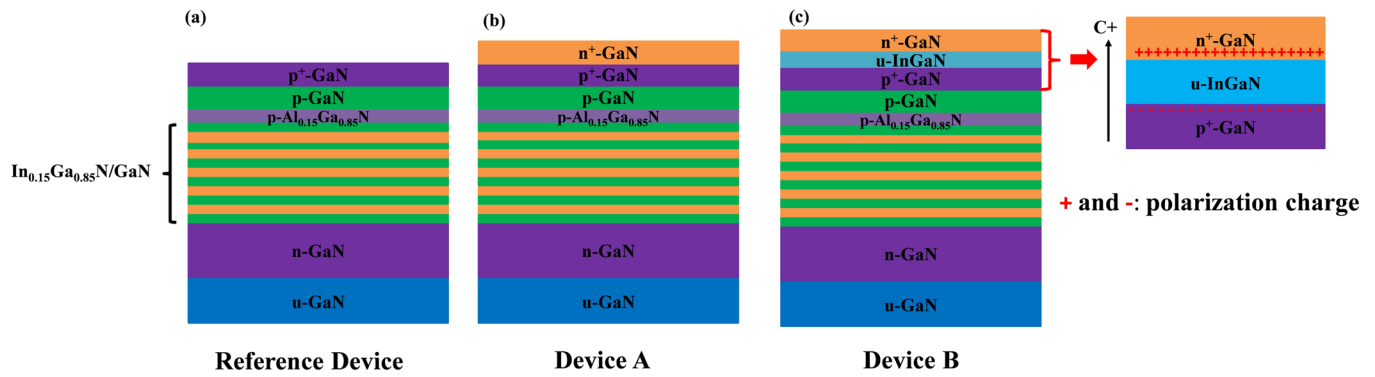 (a)
p⁺-GaN
p-GaN
p-Al₀.₁₅Ga₀.₈₅N
In₀.₁₅Ga₀.₈₅N/GaN
n-GaN
u-GaN
Reference Device
(b)
n⁺-GaN
p⁺-GaN
p-GaN
p-Al₀.₁₅Ga₀.₈₅N
n-GaN
u-GaN
Device A
(c)
n⁺-GaN
u-InGaN
p⁺-GaN
p-GaN
p-Al₀.₁₅Ga₀.₈₅N
n-GaN
u-GaN
Device B
C+
n⁺-GaN
+++++++++++++++++++++
u-InGaN
- - - - - - - - - - - - - - - - - - - -
p⁺-GaN
+ and -: polarization charge